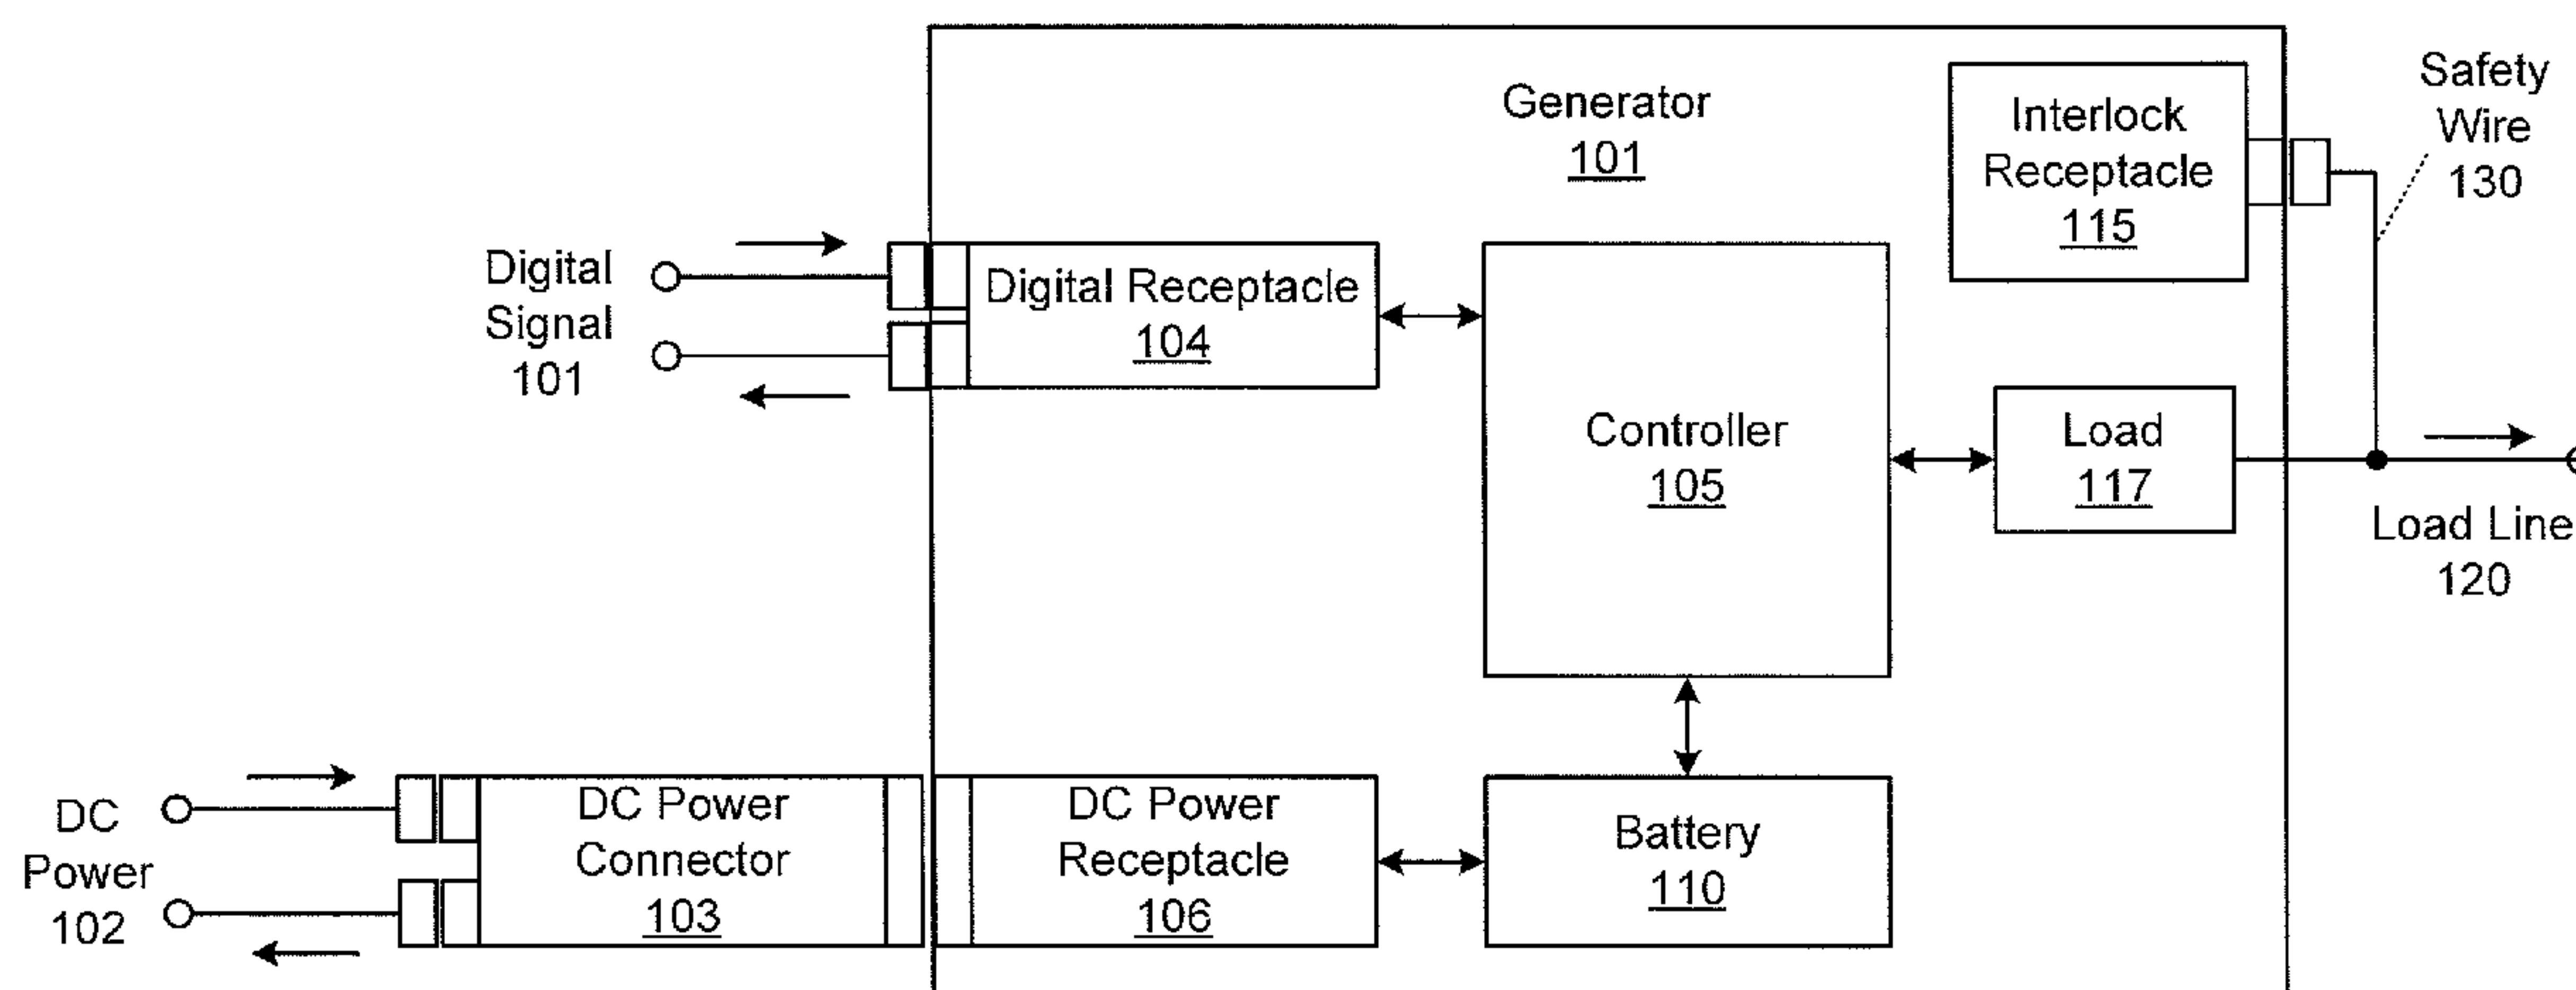 Generator
101
Safety
Wire
130
Interlock
Receptacle
115
Digital
Signal
101
Digital Receptacle
104
Controller
105
Load
117
Load Line
120
DC
Power
102
DC Power
Connector
103
DC Power
Receptacle
106
Battery
110